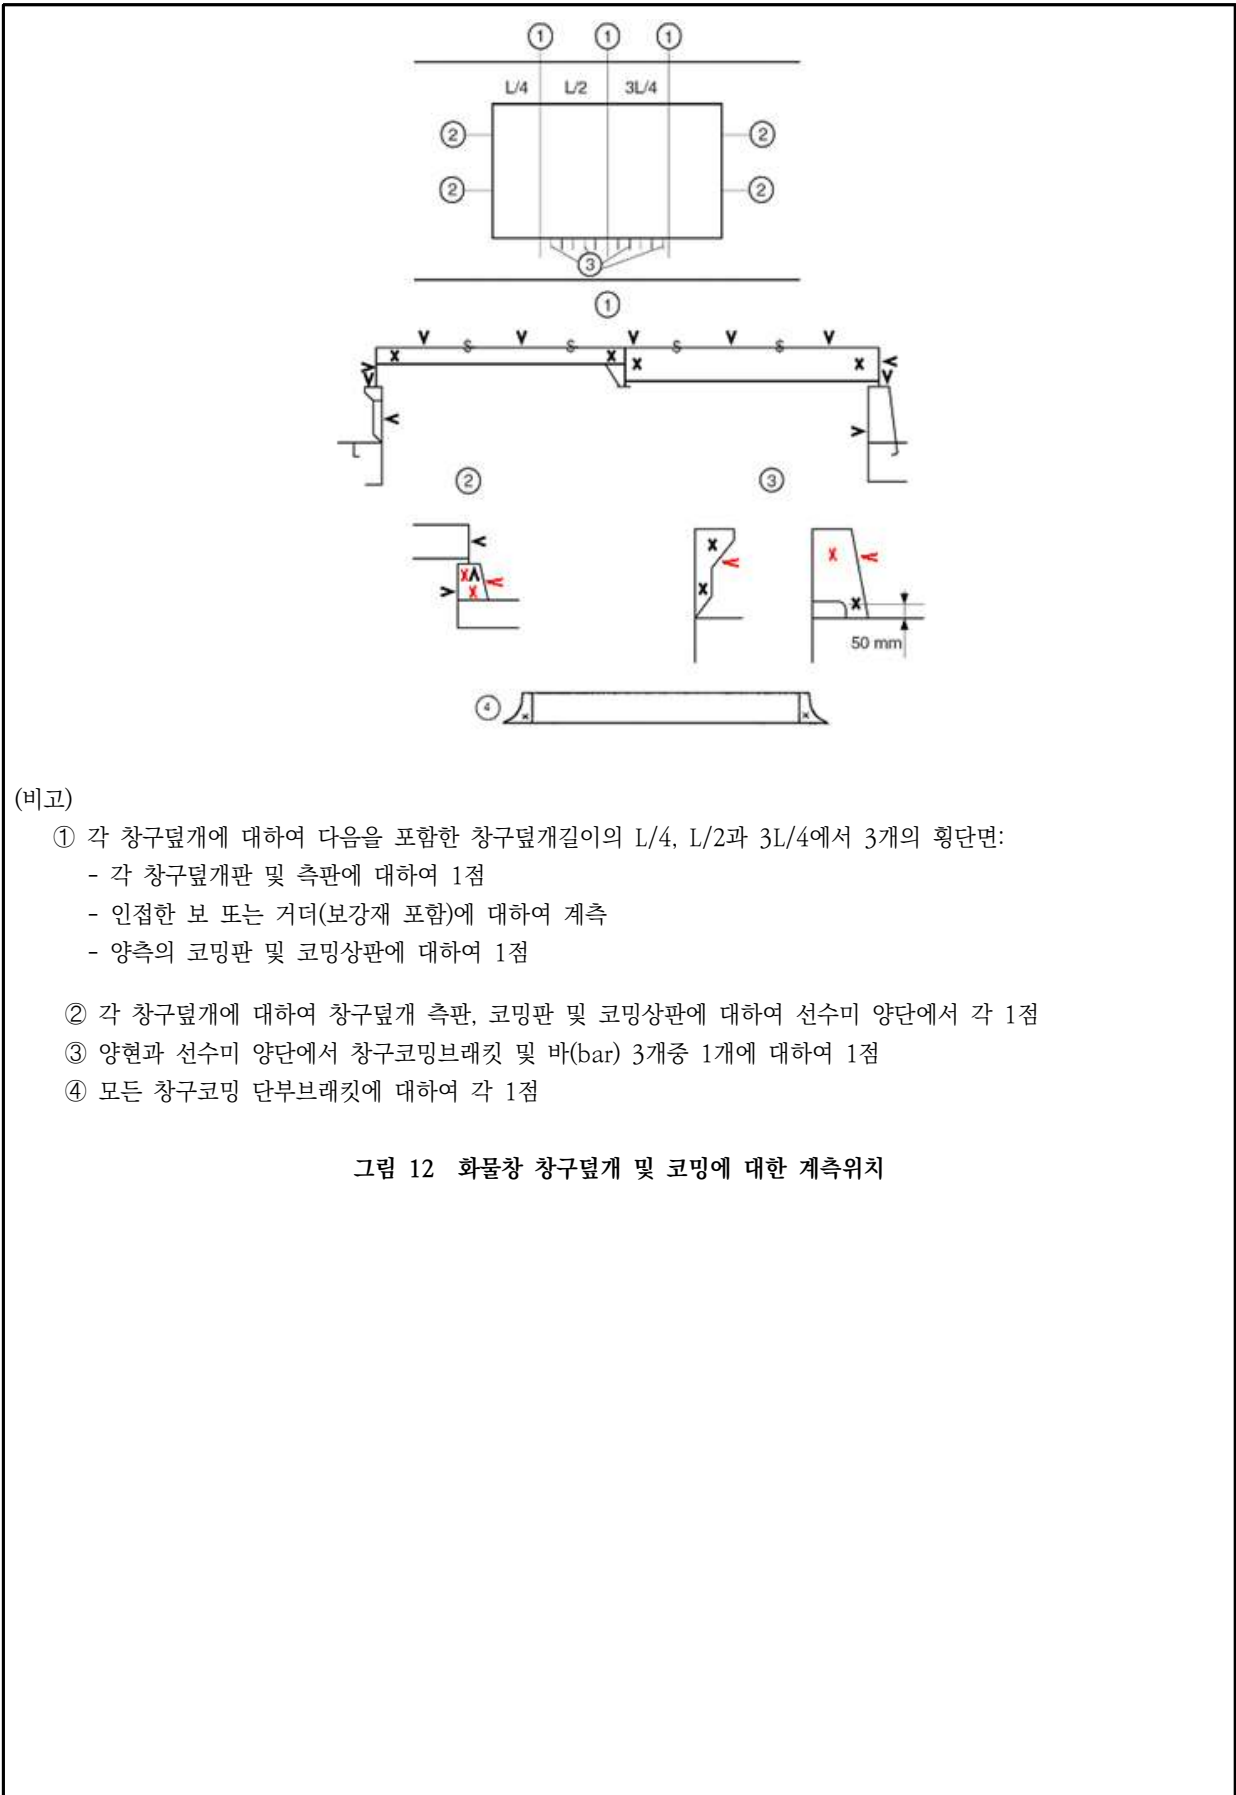 ① ① ①
L/4 L/2 3L/4
② ②
② ②
③
①
② ③
50 mm
④
(비고)
① 각 창구덮개에 대하여 다음을 포함한 창구덮개길이의 L/4, L/2과 3L/4에서 3개의 횡단면:
- 각 창구덮개판 및 측판에 대하여 1점
- 인접한 보 또는 거더(보강재 포함)에 대하여 계측
- 양측의 코밍판 및 코밍상판에 대하여 1점
② 각 창구덮개에 대하여 창구덮개 측판, 코밍판 및 코밍상판에 대하여 선수미 양단에서 각 1점
③ 양현과 선수미 양단에서 창구코밍브래킷 및 바(bar) 3개중 1개에 대하여 1점
④ 모든 창구코밍 단부브래킷에 대하여 각 1점
그림 12 화물창 창구덮개 및 코밍에 대한 계측위치